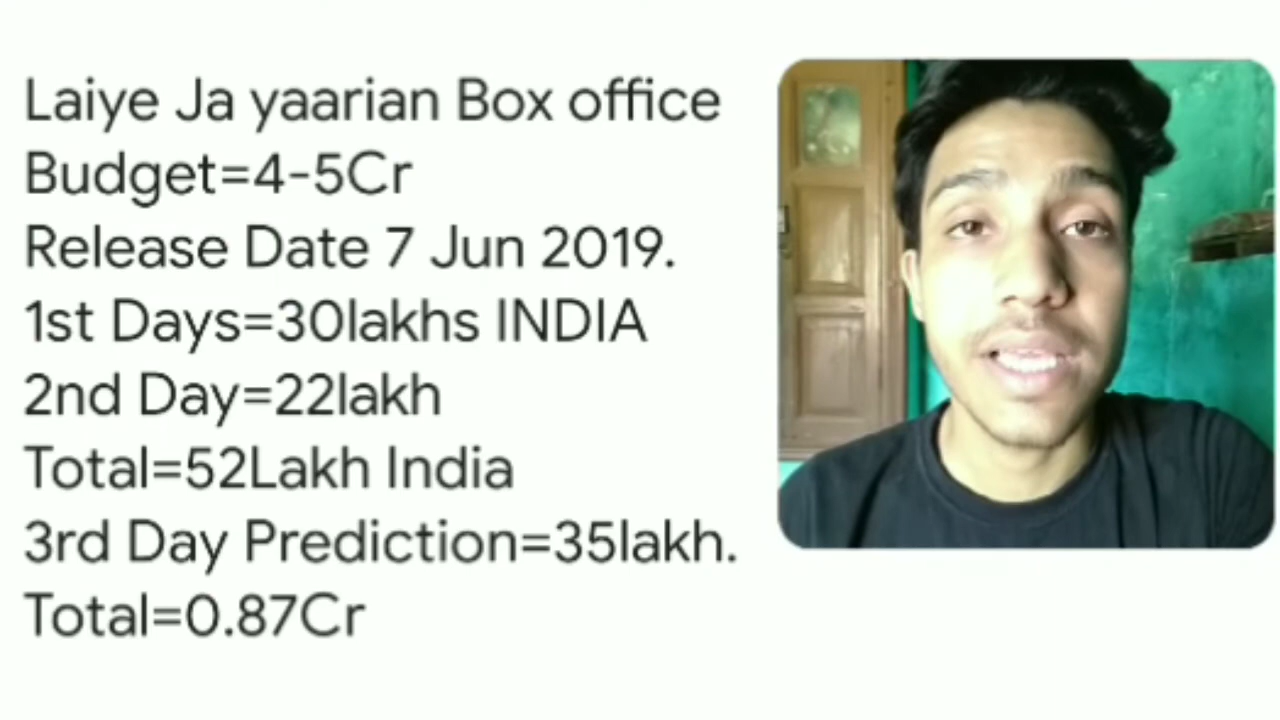 Laiye Ja yaarian Box office
Budget=4-5Cr
Release Date 7 Jun 2019.
1st Days=30lakhs INDIA
2nd Day=22lakh
Total=52Lakh India
3rd Day Prediction=35lakh.
Total=0.87Cr